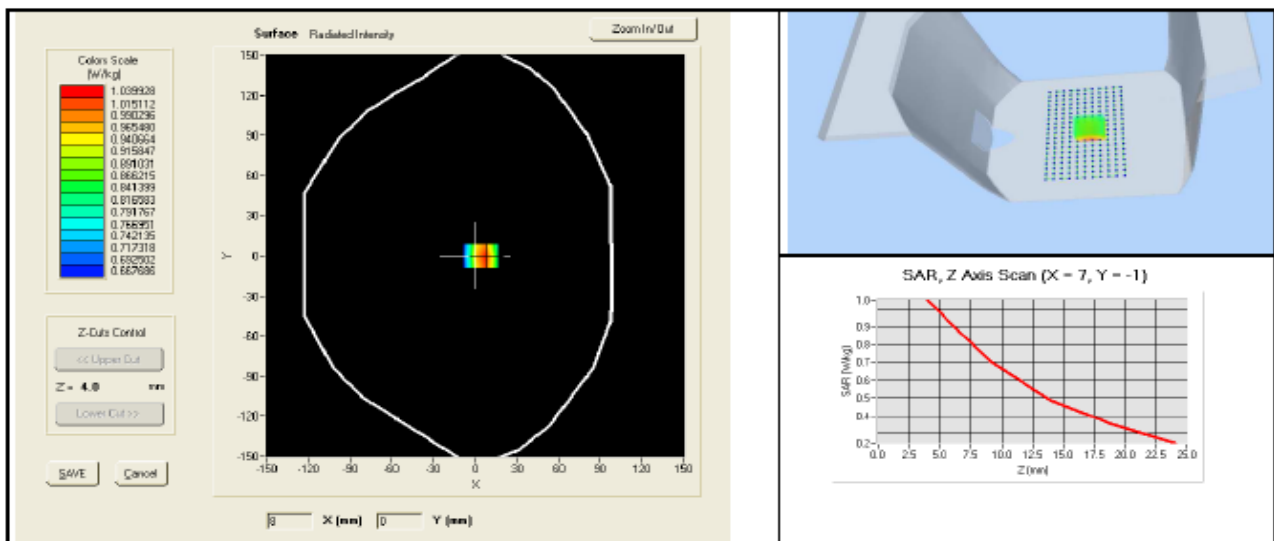 Surface Radiated Intensity
Zoom In/Out
Colors Scale
[W/kg]
1.039928
1.015112
0.990296
0.965480
0.940664
0.915847
0.891031
0.866215
0.841399
0.816583
0.791767
0.766951
0.742135
0.717318
0.692502
0.667686
Z-Cuts Control
<< Upper Cut
Z = 4.0 mm
Lower Cut >>
SAVE Cancel
150
120
90
60
30
0
-30
-60
-90
-120
-150
Y
-150 -120 -90 -60 -30 0 30 60 90 120 150
X
8 X (mm) 0 Y (mm)
SAR, Z Axis Scan (X = 7, Y = -1)
SAR (W/kg)
1.0
0.9
0.8
0.7
0.6
0.5
0.4
0.2
0.0 2.5 5.0 7.5 10.0 12.5 15.0 17.5 20.0 22.5 25.0
Z (mm)